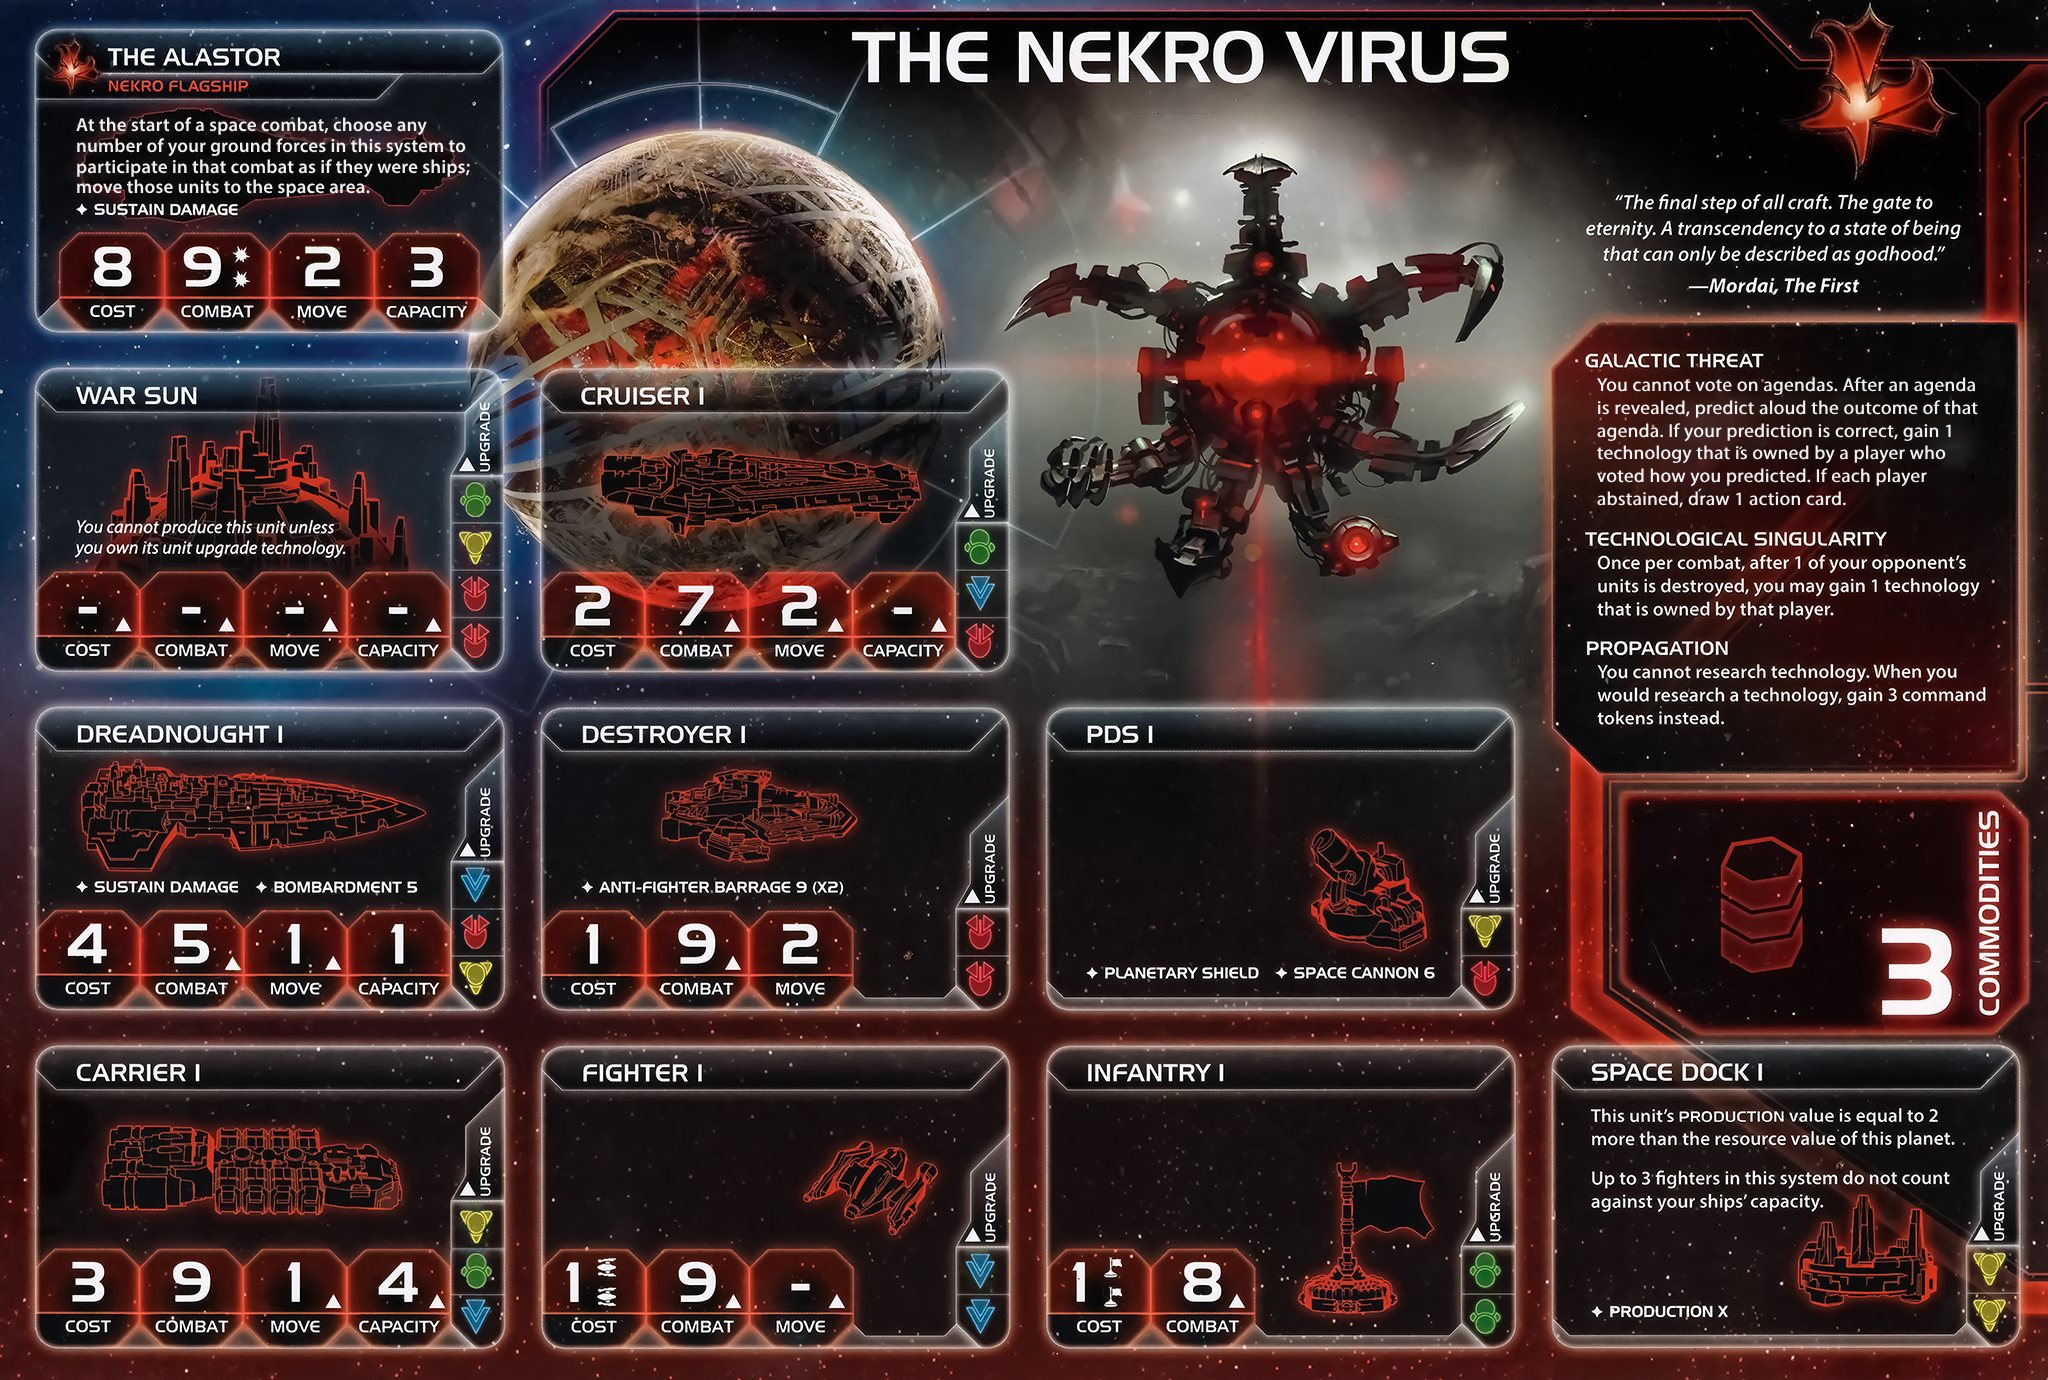 THE NEKRO VIRUS
THE ALASTOR
NEKRO FLAGSHIP
At the start of a space combat, choose any
number of your ground forces in this system to
participate in that combat as if they were ships;
move those units to the space area.
SUSTAIN DAMAGE
8 9 2 3
COST COMBAT MOVE CAPACITY
“The final step of all craft. The gate to
eternity. A transcendency to a state of being
that can only be described as godhood.”
—Mordai, The First
WAR SUN
UPGRADE
You cannot produce this unit unless
you own its unit upgrade technology.
- - - -
COST COMBAT MOVE CAPACITY
CRUISER I
UPGRADE
2 7 2 -
COST COMBAT MOVE CAPACITY
GALACTIC THREAT
You cannot vote on agendas. After an agenda
is revealed, predict aloud the outcome of that
agenda. If your prediction is correct, gain 1
technology that is owned by a player who
voted how you predicted. If each player
abstained, draw 1 action card.
TECHNOLOGICAL SINGULARITY
Once per combat, after 1 of your opponent’s
units is destroyed, you may gain 1 technology
that is owned by that player.
PROPAGATION
You cannot research technology. When you
would research a technology, gain 3 command
tokens instead.
DREADNOUGHT I
UPGRADE
SUSTAIN DAMAGE BOMBARDMENT 5
4 5 1 1
COST COMBAT MOVE CAPACITY
DESTROYER I
UPGRADE
ANTI-FIGHTER BARRAGE 9 (X2)
1 9 2
COST COMBAT MOVE
PDS I
UPGRADE
PLANETARY SHIELD SPACE CANNON 6
3
COMMODITIES
CARRIER I
UPGRADE
3 9 1 4
COST COMBAT MOVE CAPACITY
FIGHTER I
UPGRADE
1 9 -
COST COMBAT MOVE
INFANTRY I
UPGRADE
1 8
COST COMBAT
SPACE DOCK I
This unit’s PRODUCTION value is equal to 2
more than the resource value of this planet.
Up to 3 fighters in this system do not count
against your ships’ capacity.
UPGRADE
PRODUCTION X